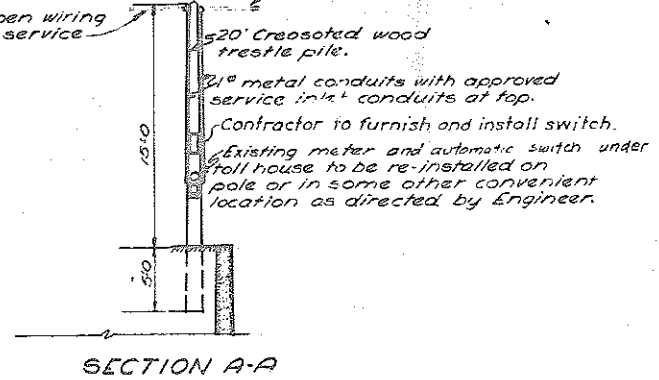 pen wiring
service
20' Creosoted wood
trestle pile.
1" metal conduits with approved
service conduits at top.
Contractor to furnish and install switch.
Existing meter and automatic switch under
toll house to be re-installed on
pole or in some other convenient
location as directed by Engineer.
15'-0
5'-0
SECTION A-A